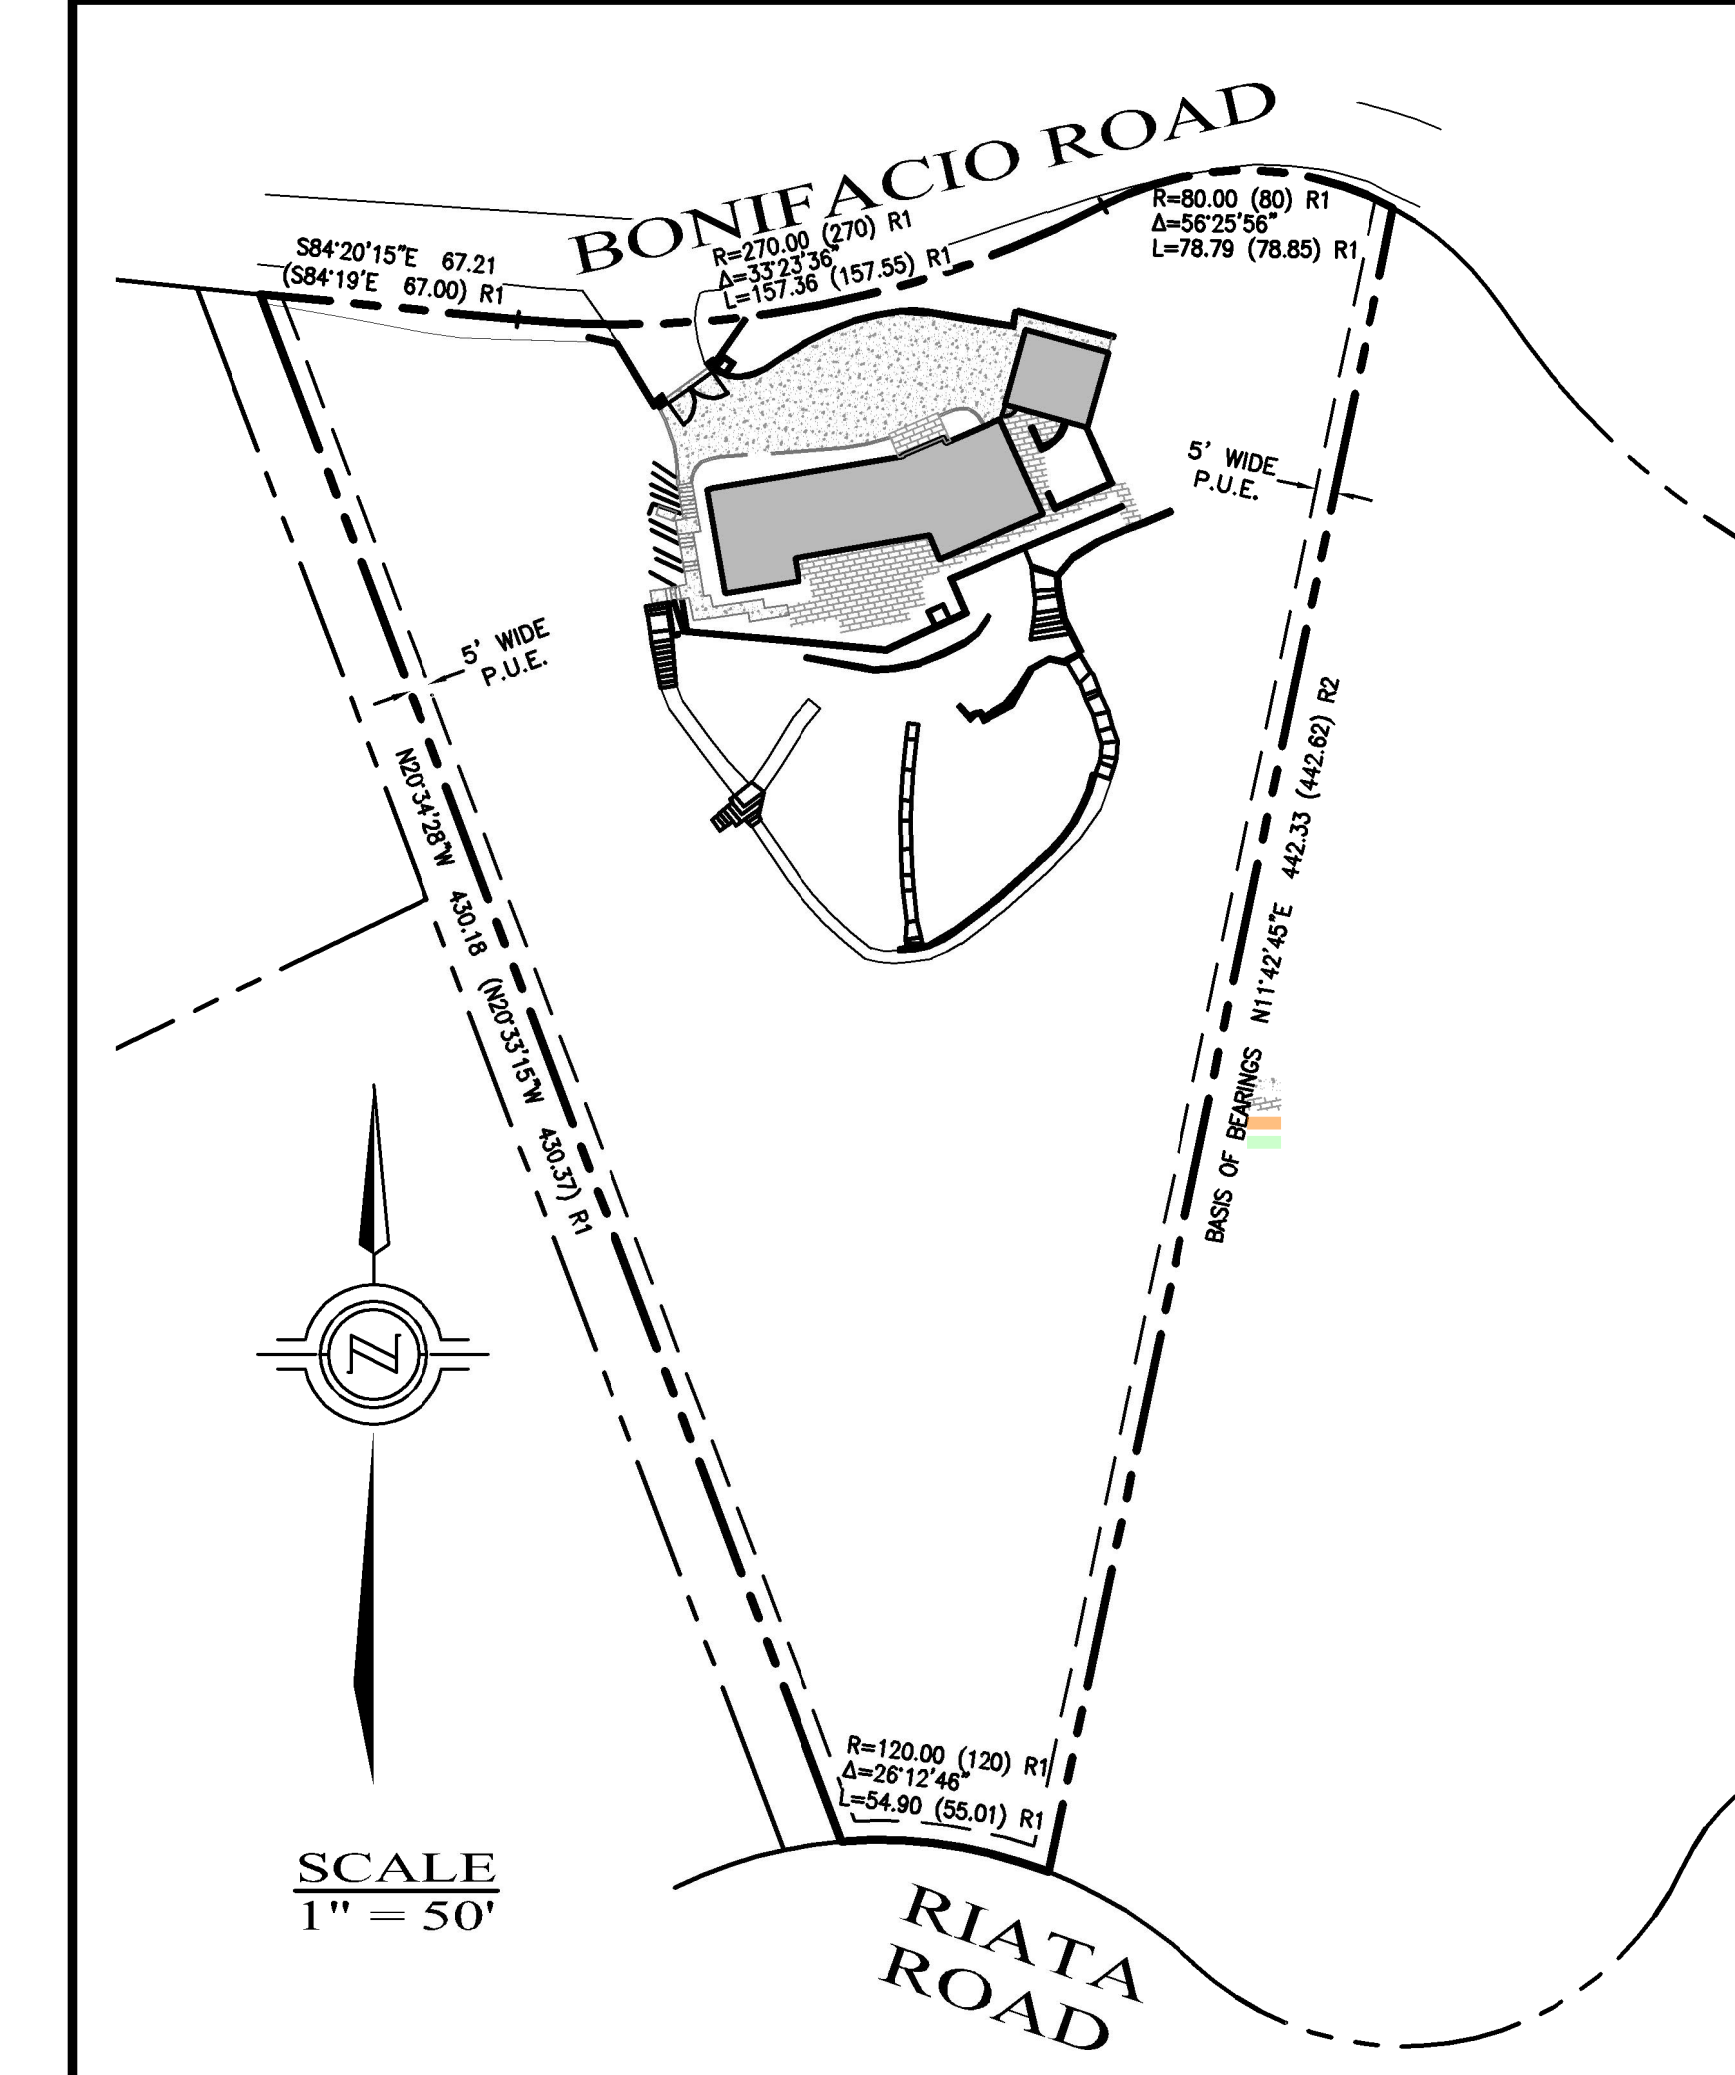 BONIFACIO ROAD
S84°20'15"E 67.21
(S84°19'E 67.00) R1
R=270.00 (270) R1
Δ=33°23'36"
L=157.36 (157.55) R1
R=80.00 (80) R1
Δ=56°25'56"
L=78.79 (78.85) R1
5' WIDE
P.U.E.
5' WIDE
P.U.E.
N20°34'28"W 430.18 (N20°33'15"W 430.37) R1
BASIS OF BEARINGS N11°42'45"E 442.33 (442.62) R2
N
R=120.00 (120) R1
Δ=26°12'46"
L=54.90 (55.01) R1
SCALE
1" = 50'
RIATA
ROAD